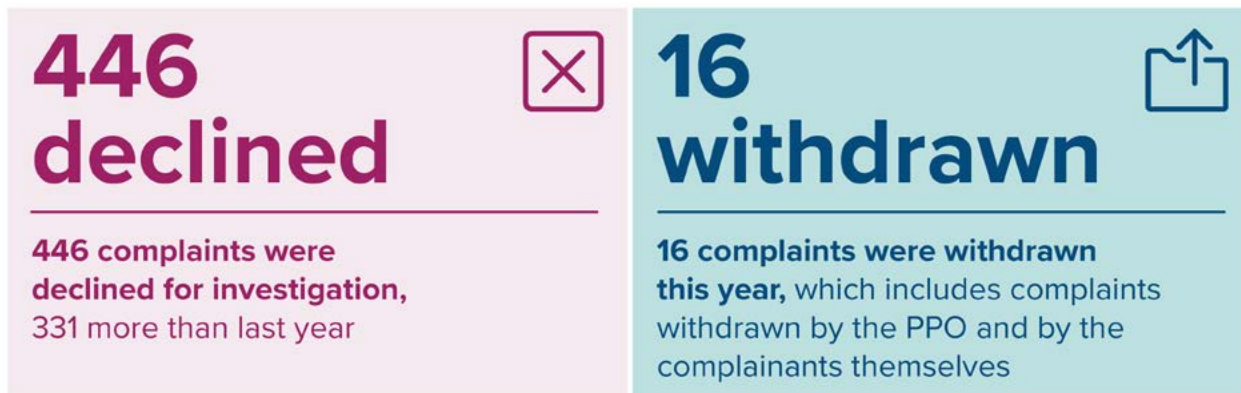 446
declined
446 complaints were
declined for investigation,
331 more than last year
16
withdrawn
16 complaints were withdrawn
this year, which includes complaints
withdrawn by the PPO and by the
complainants themselves